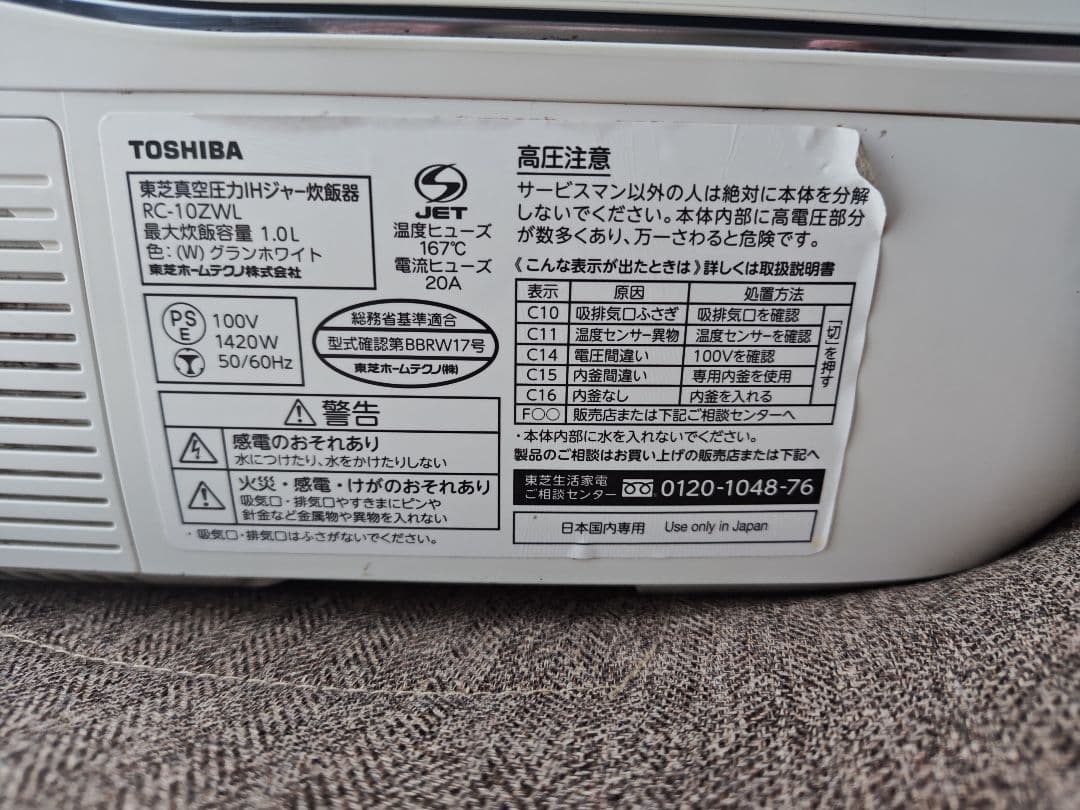 TOSHIBA
東芝真空圧力IHジャー炊飯器
RC-10ZWL
最大炊飯容量 1.0L
色：(W) グランホワイト
東芝ホームテクノ株式会社
S
JET
温度ヒューズ
167℃
電流ヒューズ
20A
PS
E
100V
1420W
50/60Hz
総務省基準適合
型式確認第BBRW17号
東芝ホームテクノ(株)
警告
感電のおそれあり
水につけたり、水をかけたりしない
火災・感電・けがのおそれあり
吸気口・排気口やすきまにピンや
針金など金属物や異物を入れない
・吸気口・排気口はふさがないでください。
高圧注意
サービスマン以外の人は絶対に本体を分解
しないでください。本体内部に高電圧部分
が数多くあり、万一さわると危険です。
《こんな表示が出たときは》詳しくは取扱説明書
表示 原因 処置方法
C10 吸排気口ふさぎ 吸排気口を確認
C11 温度センサー異物 温度センサーを確認
C14 電圧間違い 100Vを確認
C15 内釜間違い 専用内釜を使用
C16 内釜なし 内釜を入れる
「切」を押す
F○○ 販売店または下記ご相談センターへ
・本体内部に水を入れないでください。
製品のご相談はお買い上げの販売店または下記へ
東芝生活家電
ご相談センター 0120-1048-76
日本国内専用 Use only in Japan